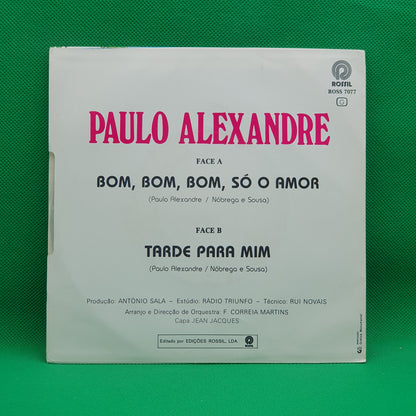 ROSSIL
ROSS 7077
PAULO ALEXANDRE
FACE A
BOM, BOM, BOM, SÓ O AMOR
(Paulo Alexandre / Nóbrega e Sousa)
FACE B
TARDE PARA MIM
(Paulo Alexandre / Nóbrega e Sousa)
Produção: ANTÓNIO SALA – Estúdio: RÁDIO TRIUNFO – Técnico: RUI NOVAIS
Arranjo e Direcção de Orquestra: F. CORREIA MARTINS
Capa JEAN JACQUES
Editado por EDIÇÕES ROSSIL, LDA